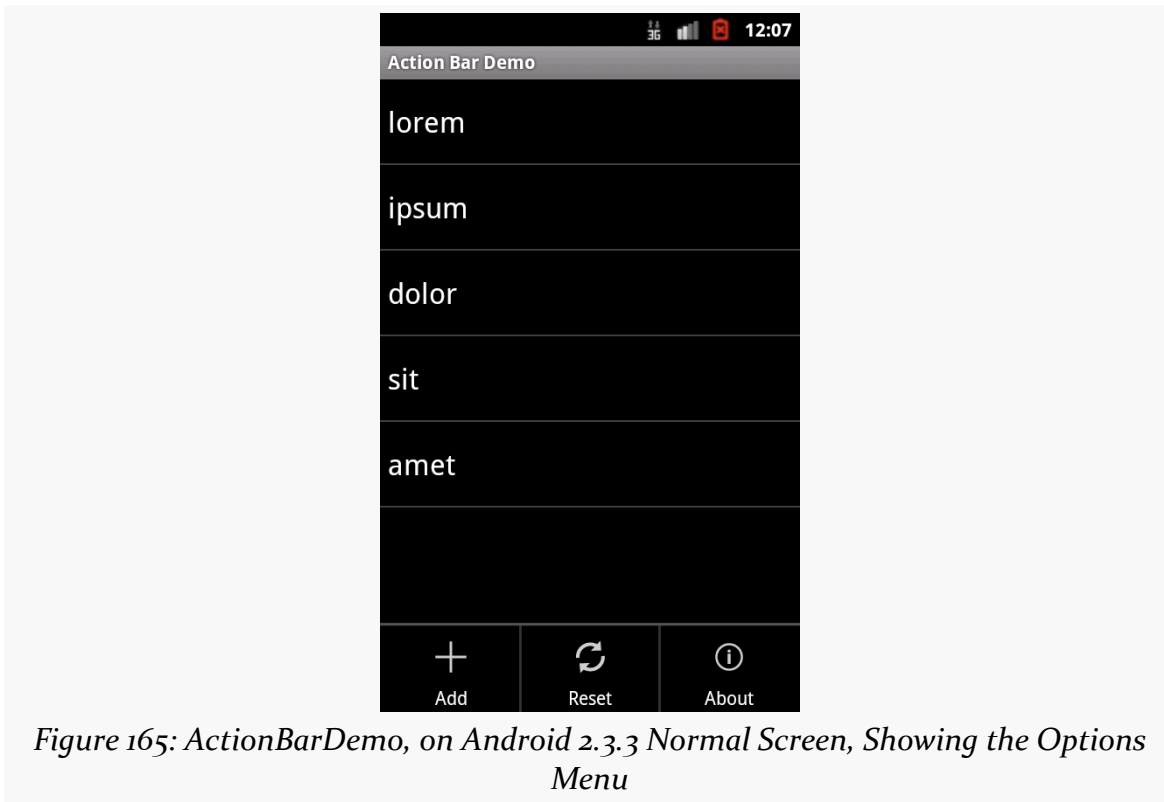 3G 12:07
Action Bar Demo
lorem
ipsum
dolor
sit
amet
Add Reset About
Figure 165: ActionBarDemo, on Android 2.3.3 Normal Screen, Showing the Options
Menu